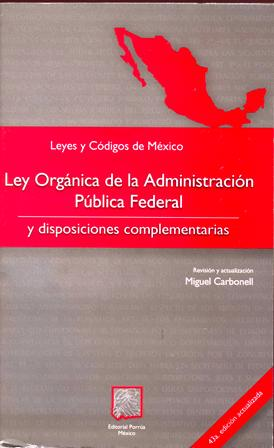 Leyes y Códigos de México
Ley Orgánica de la Administración
Pública Federal
y disposiciones complementarias
Revisión y actualización
Miguel Carbonell
42a. edición actualizada
Editorial Porrúa
México